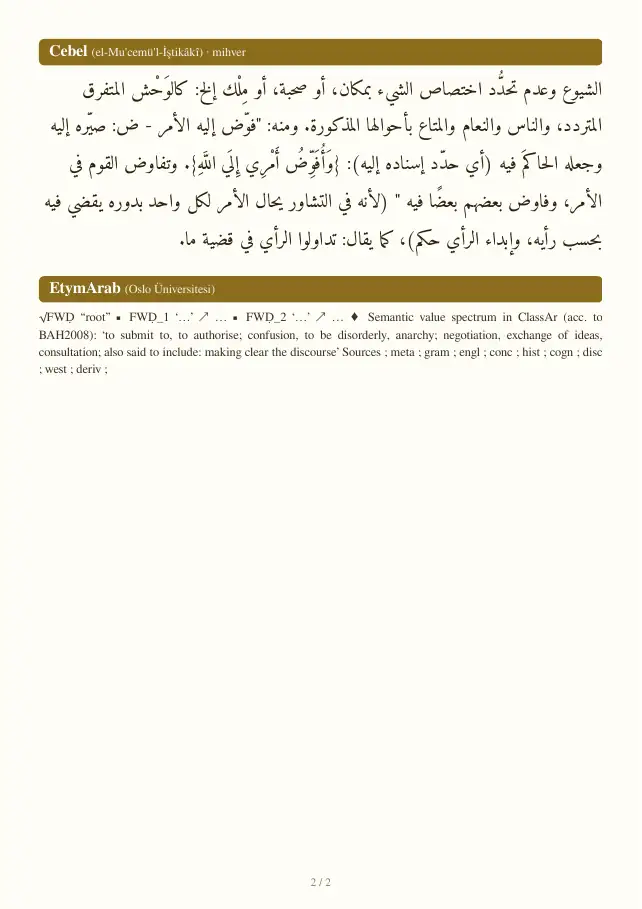 Cebel (el-Mu'cemü'l-İştikâkî) · mihver
الشيوع وعدم تحدُّد اختصاص الشيء بمكان، أو صحبة، أو مِلْك إلخ: كالوَحْش المتفرق
المتردد، والناس والنعام والمتاع بأحوالها المذكورة. ومنه: "فوّض إليه الأمر - ض: صيّره إليه
وجعله الحاكمَ فيه (أي حدّد إسناده إليه): {وَأُفَوِّضُ أَمْرِي إِلَى اللَّهِ}. وتفاوض القوم في
الأمر، وفاوض بعضهم بعضًا فيه " (لأنه في التشاور يحال الأمر لكل واحد بدوره يقضي فيه
بحسب رأيه، وإبداء الرأي حكم)، كما يقال: تداولوا الرأي في قضية ما.
EtymArab (Oslo Üniversitesi)
√FWḌ “root” ▪ FWḌ_1 ‘…’ ↗ … ▪ FWḌ_2 ‘…’ ↗ … ♦ Semantic value spectrum in ClassAr (acc. to
BAH2008): ‘to submit to, to authorise; confusion, to be disorderly, anarchy; negotiation, exchange of ideas,
consultation; also said to include: making clear the discourse’ Sources ; meta ; gram ; engl ; conc ; hist ; cogn ; disc
; west ; deriv ;
2 / 2